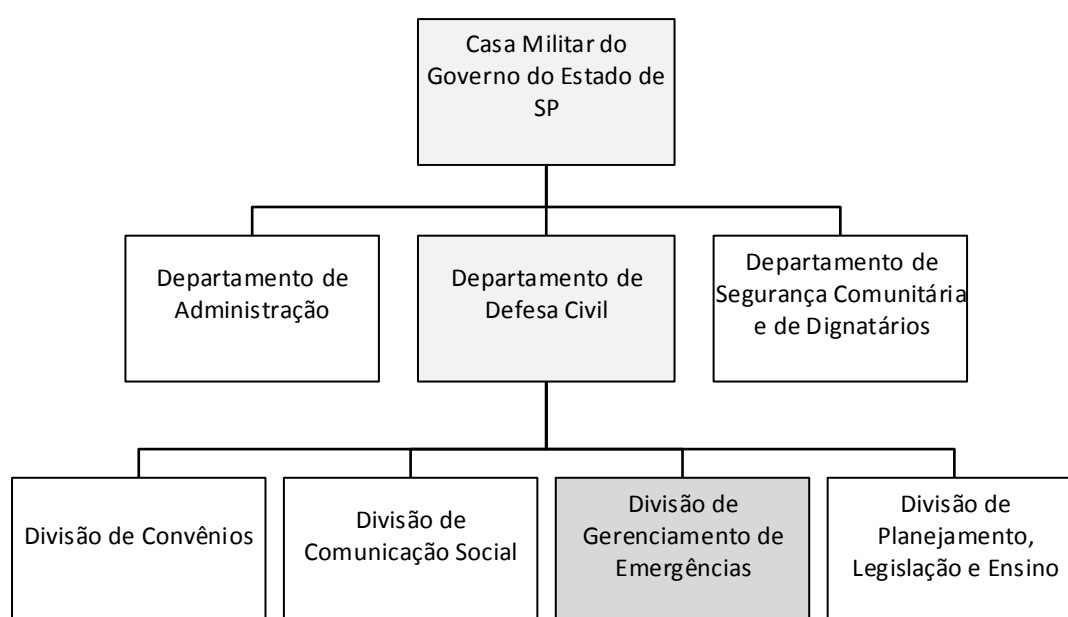 Casa Militar do
Governo do Estado de
SP
Departamento de
Administração
Departamento de
Defesa Civil
Departamento de
Segurança Comunitária
e de Dignatários
Divisão de Convênios
Divisão de
Comunicação Social
Divisão de
Gerenciamento de
Emergências
Divisão de
Planejamento,
Legislação e Ensino